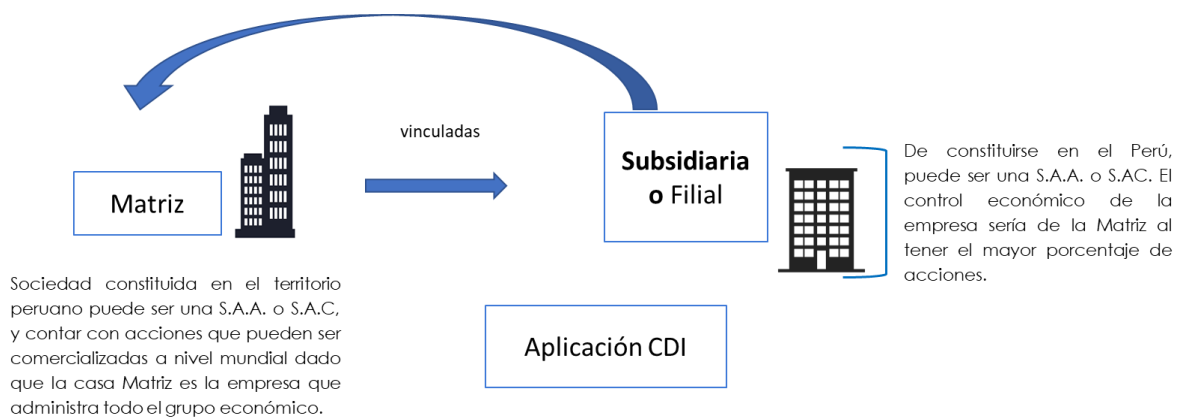 vinculadas
Matriz
Subsidiaria
o Filial
De constituirse en el Perú,
puede ser una S.A.A. o S.AC. El
control económico de la
empresa sería de la Matriz al
tener el mayor porcentaje de
acciones.
Sociedad constituida en el territorio
peruano puede ser una S.A.A. o S.A.C,
y contar con acciones que pueden ser
comercializadas a nivel mundial dado
que la casa Matriz es la empresa que
administra todo el grupo económico.
Aplicación CDI